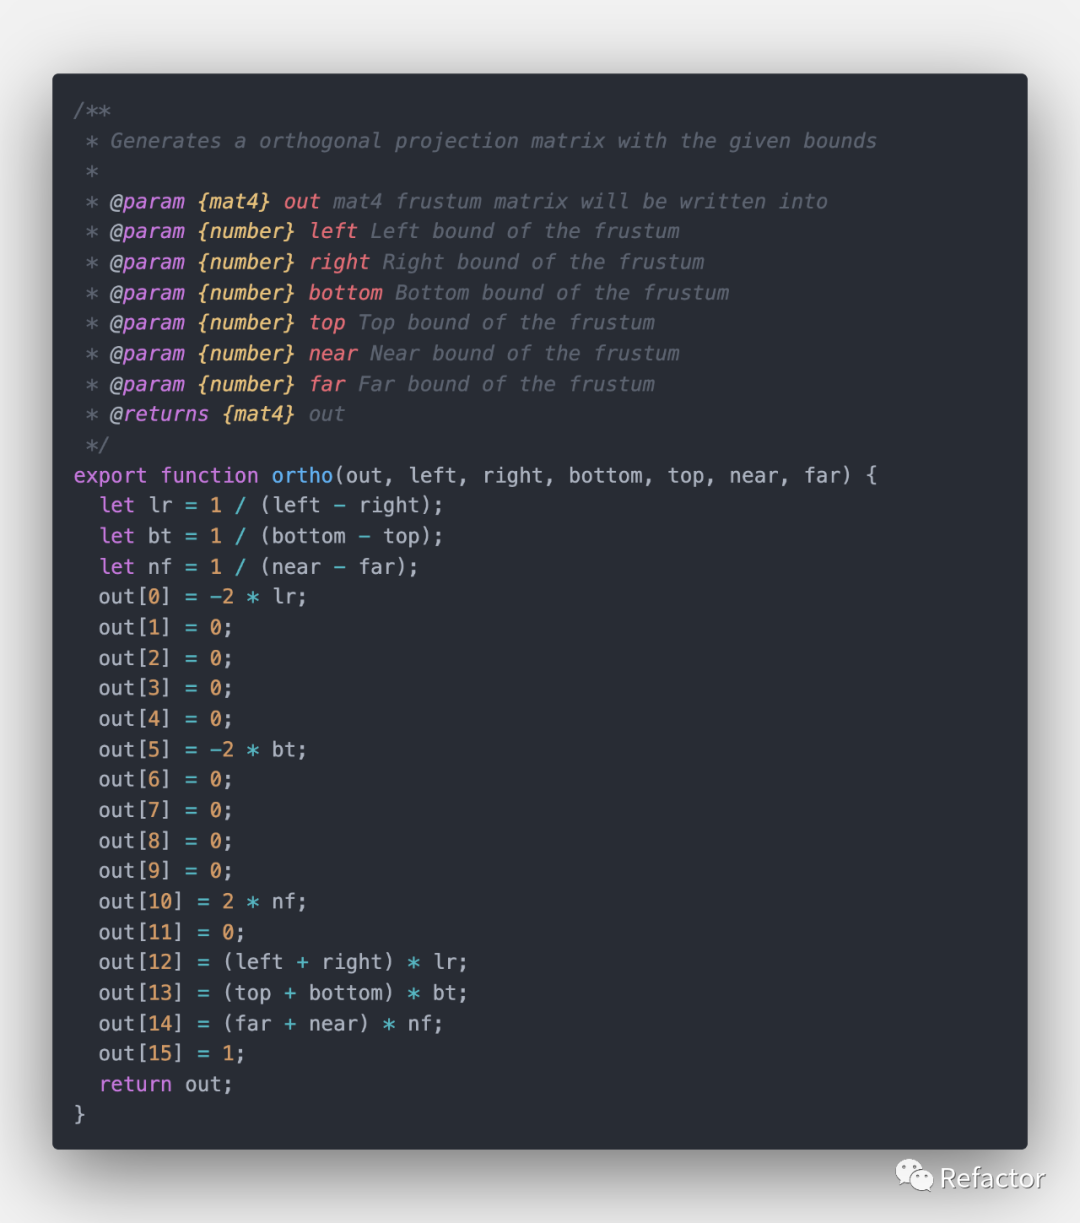 /**
 * Generates a orthogonal projection matrix with the given bounds
 *
 * @param {mat4} out mat4 frustum matrix will be written into
 * @param {number} left Left bound of the frustum
 * @param {number} right Right bound of the frustum
 * @param {number} bottom Bottom bound of the frustum
 * @param {number} top Top bound of the frustum
 * @param {number} near Near bound of the frustum
 * @param {number} far Far bound of the frustum
 * @returns {mat4} out
 */
export function ortho(out, left, right, bottom, top, near, far) {
  let lr = 1 / (left - right);
  let bt = 1 / (bottom - top);
  let nf = 1 / (near - far);
  out[0] = -2 * lr;
  out[1] = 0;
  out[2] = 0;
  out[3] = 0;
  out[4] = 0;
  out[5] = -2 * bt;
  out[6] = 0;
  out[7] = 0;
  out[8] = 0;
  out[9] = 0;
  out[10] = 2 * nf;
  out[11] = 0;
  out[12] = (left + right) * lr;
  out[13] = (top + bottom) * bt;
  out[14] = (far + near) * nf;
  out[15] = 1;
  return out;
}
Refactor